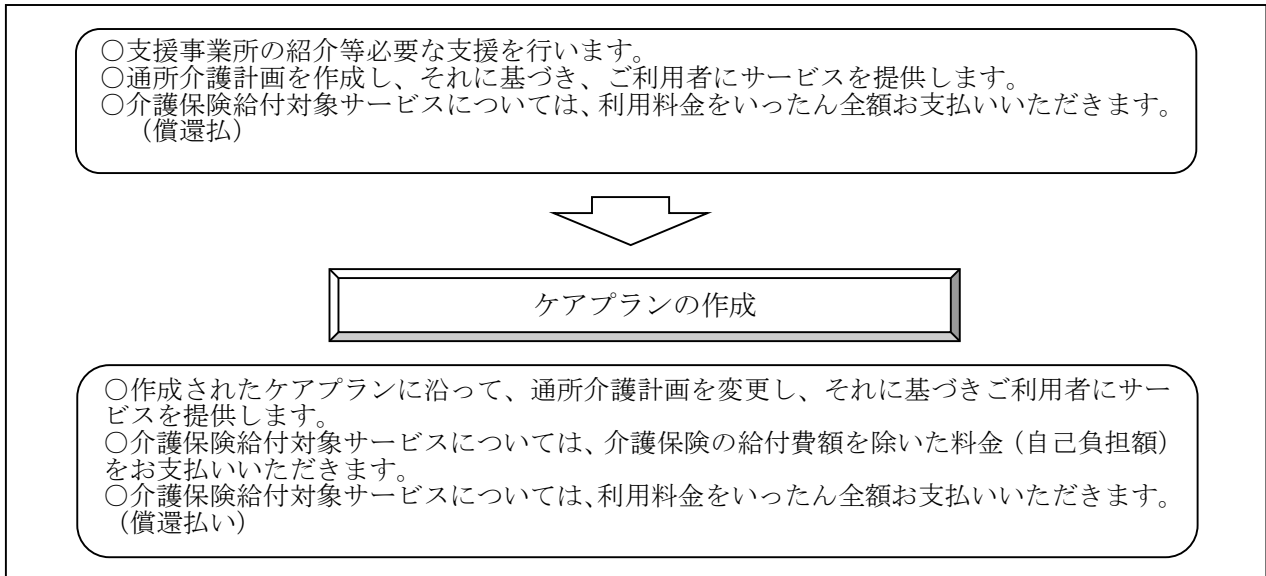 ○支援事業所の紹介等必要な支援を行います。
○通所介護計画を作成し、それに基づき、ご利用者にサービスを提供します。
○介護保険給付対象サービスについては、利用料金をいったん全額お支払いいただきます。
（償還払）
ケアプランの作成
○作成されたケアプランに沿って、通所介護計画を変更し、それに基づきご利用者にサー
ビスを提供します。
○介護保険給付対象サービスについては、介護保険の給付費額を除いた料金（自己負担額）
をお支払いいただきます。
○介護保険給付対象サービスについては、利用料金をいったん全額お支払いいただきます。
（償還払い）